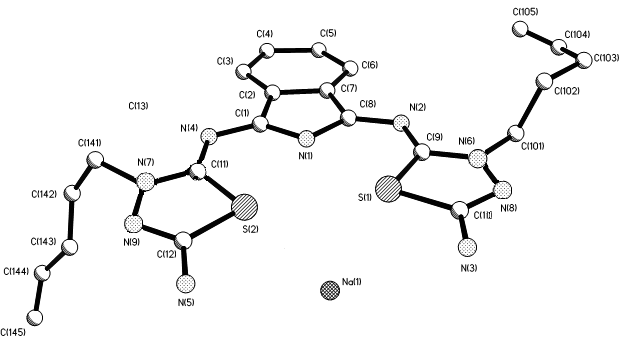 C(105)
C(104)
C(103)
C(102)
C(101)
C(4)
C(5)
C(3)
C(6)
C(2)
C(7)
C(13)
C(1)
C(8)
N(2)
N(4)
N(1)
C(9)
N(6)
C(141)
N(7)
C(11)
C(142)
S(1)
N(8)
S(2)
N(9)
C(143)
C(12)
N(3)
C(144)
N(5)
Na(1)
C(145)